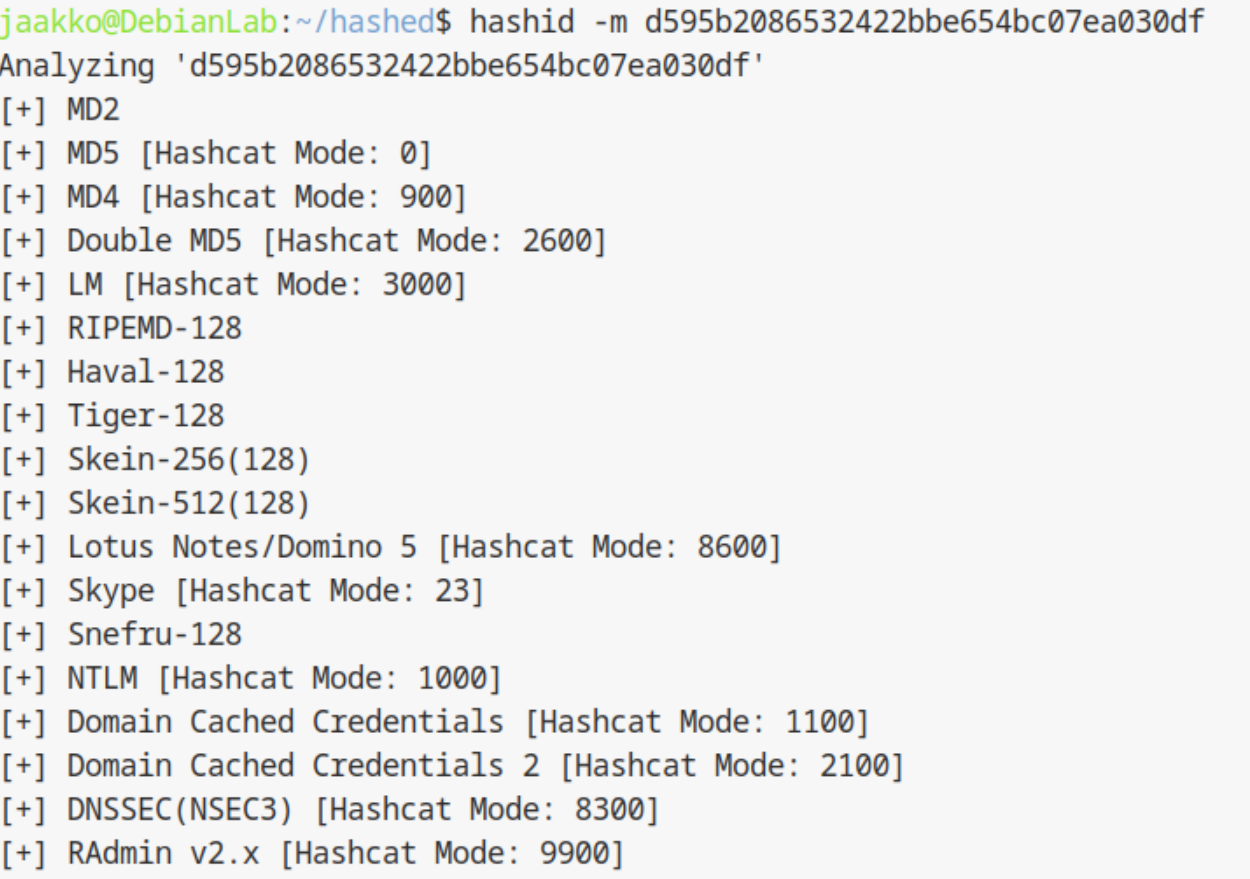 jaakko@DebianLab:~/hashed$ hashid -m d595b2086532422bbe654bc07ea030df
Analyzing 'd595b2086532422bbe654bc07ea030df'
[+] MD2
[+] MD5 [Hashcat Mode: 0]
[+] MD4 [Hashcat Mode: 900]
[+] Double MD5 [Hashcat Mode: 2600]
[+] LM [Hashcat Mode: 3000]
[+] RIPEMD-128
[+] Haval-128
[+] Tiger-128
[+] Skein-256(128)
[+] Skein-512(128)
[+] Lotus Notes/Domino 5 [Hashcat Mode: 8600]
[+] Skype [Hashcat Mode: 23]
[+] Snefru-128
[+] NTLM [Hashcat Mode: 1000]
[+] Domain Cached Credentials [Hashcat Mode: 1100]
[+] Domain Cached Credentials 2 [Hashcat Mode: 2100]
[+] DNSSEC(NSEC3) [Hashcat Mode: 8300]
[+] RAdmin v2.x [Hashcat Mode: 9900]